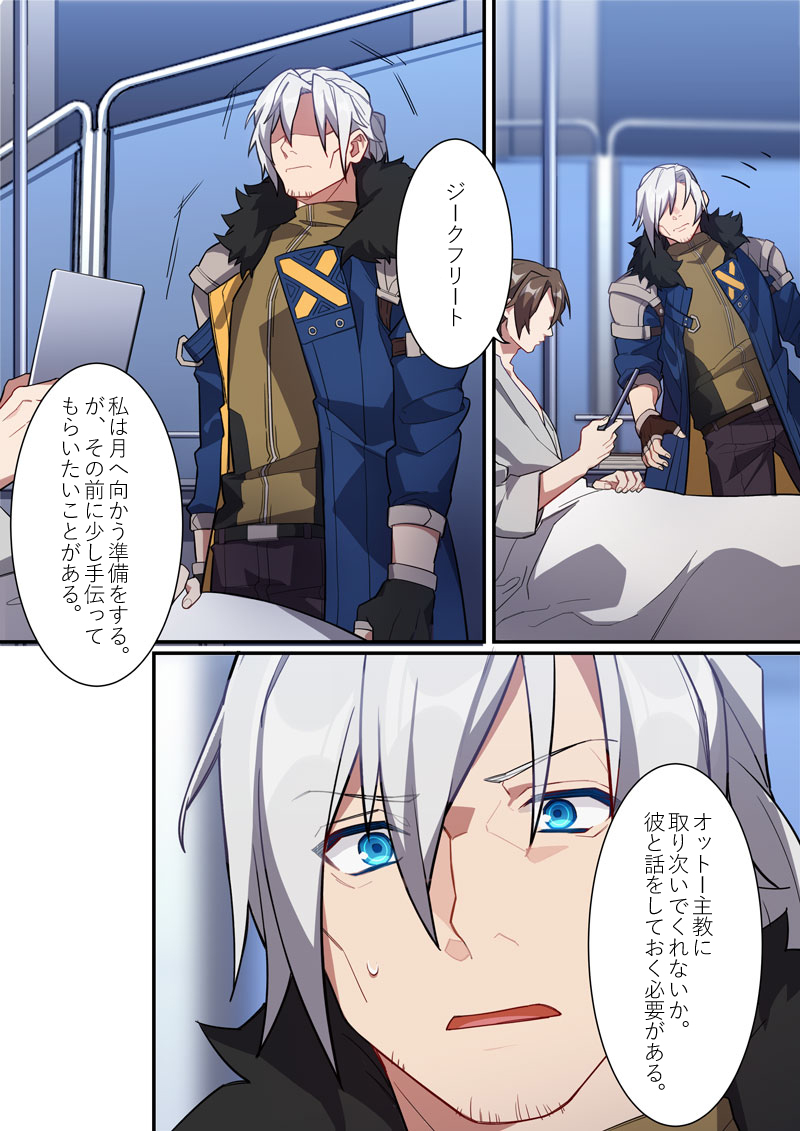 ジークフリート
私は月へ向かう準備をする。
が、その前に少し手伝って
もらいたいことがある。
オットー主教に
取り次いでくれないか。
彼と話をしておく必要がある。